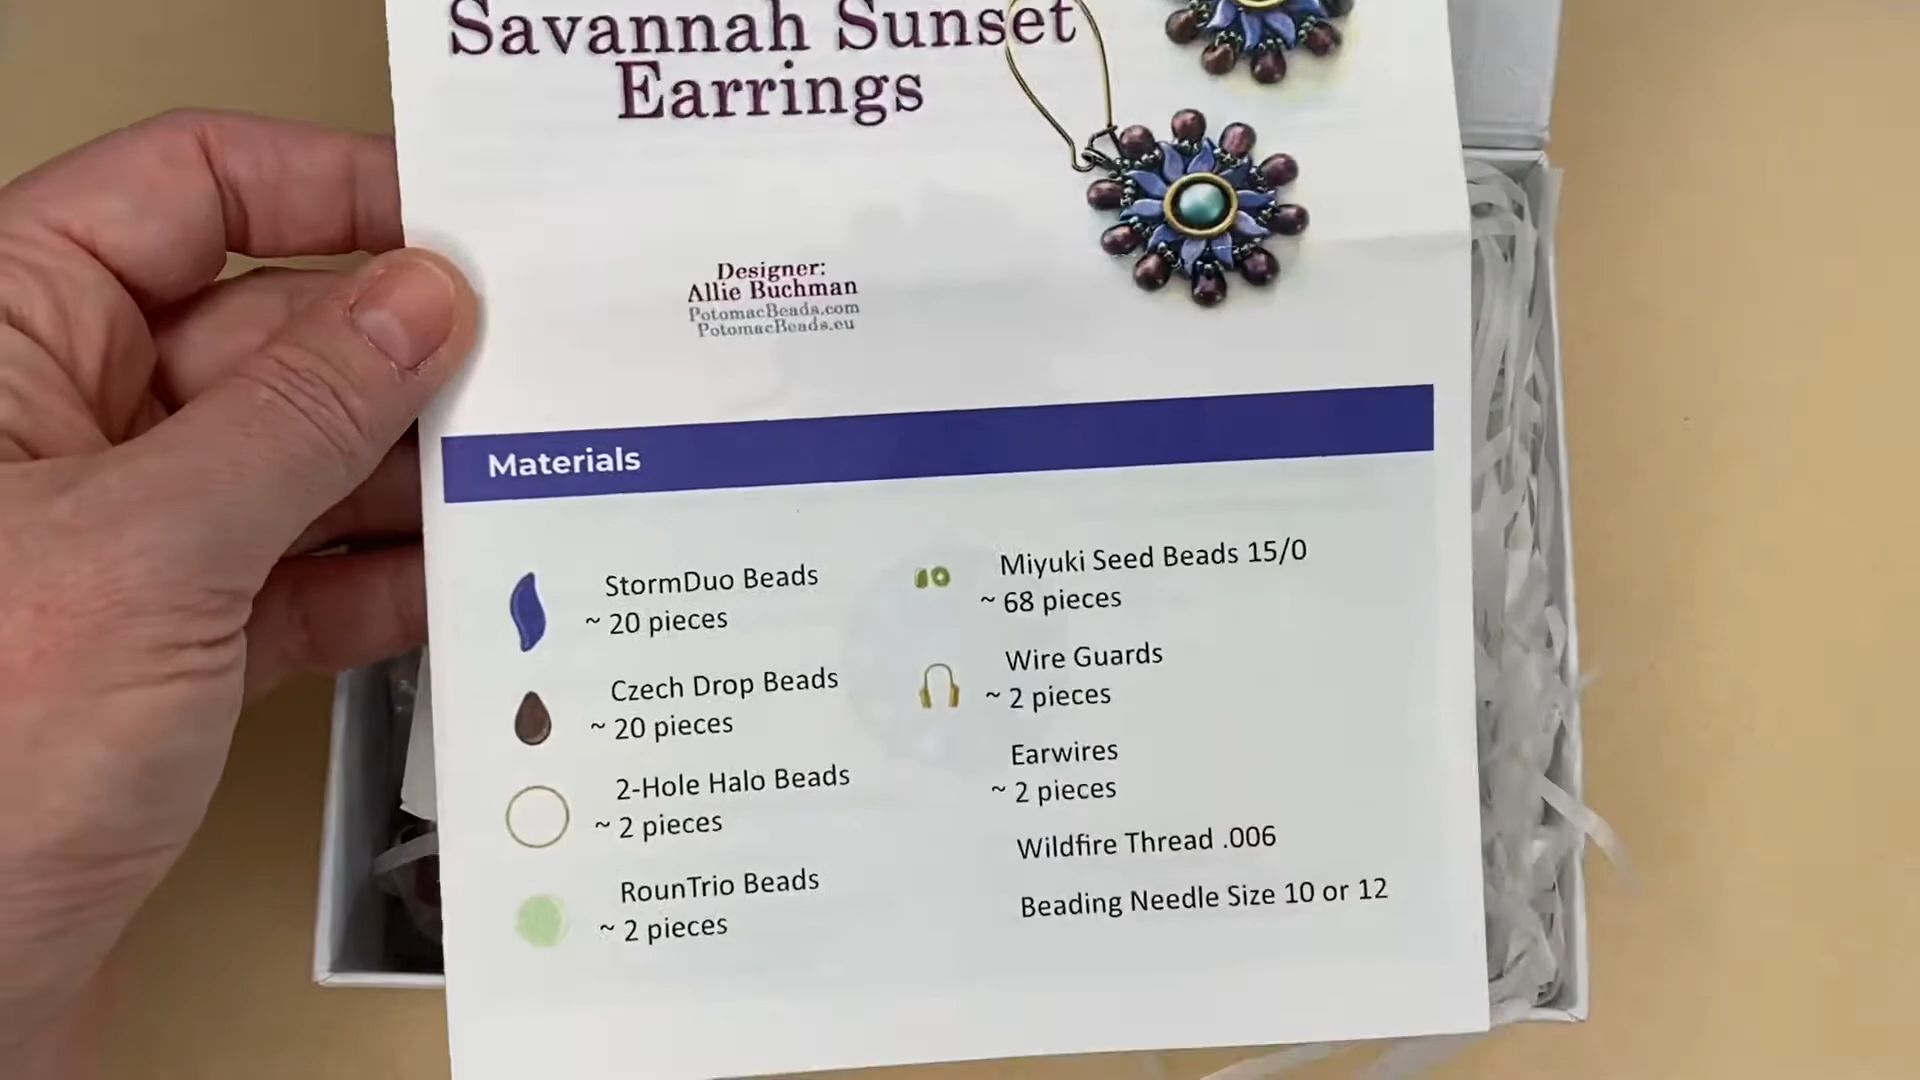 Savannah Sunset
Earrings
Designer:
Allie Buchman
PotomacBeads.com
PotomacBeads.eu
Materials
StormDuo Beads
~ 20 pieces
Czech Drop Beads
~ 20 pieces
2-Hole Halo Beads
~ 2 pieces
RounTrio Beads
~ 2 pieces
Miyuki Seed Beads 15/0
~ 68 pieces
Wire Guards
~ 2 pieces
Earwires
~ 2 pieces
Wildfire Thread .006
Beading Needle Size 10 or 12